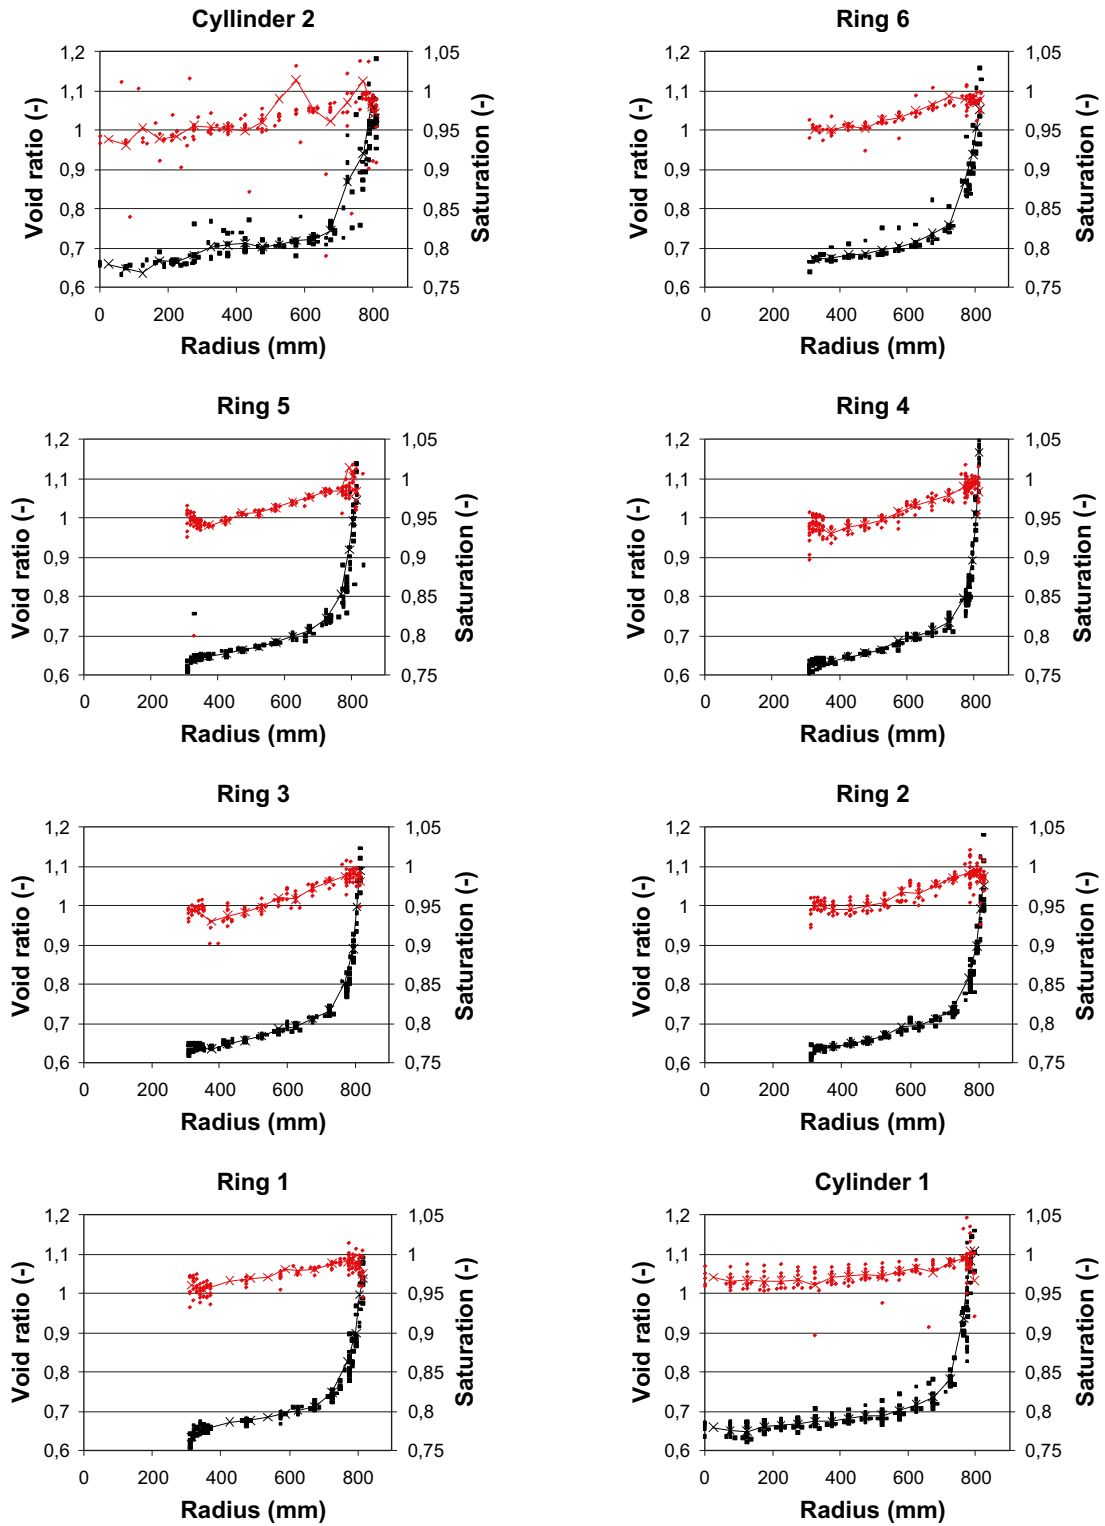 Cyllinder 2
Ring 6
1,2 1,05 1,2 1,05
1,1 1 1,1 1
1 0,95 1 0,95
0,9 0,9 0,9 0,9
0,8 0,85 0,8 0,85
0,7 0,8 0,7 0,8
0,6 0,75 0,6 0,75
Void ratio (-) Saturation (-) Void ratio (-) Saturation (-)
0 200 400 600 800 0 200 400 600 800
Radius (mm) Radius (mm)
Ring 5
Ring 4
1,2 1,05 1,2 1,05
1,1 1 1,1 1
1 0,95 1 0,95
0,9 0,9 0,9 0,9
0,8 0,85 0,8 0,85
0,7 0,8 0,7 0,8
0,6 0,75 0,6 0,75
Void ratio (-) Saturation (-) Void ratio (-) Saturation (-)
0 200 400 600 800 0 200 400 600 800
Radius (mm) Radius (mm)
Ring 3
Ring 2
1,2 1,05 1,2 1,05
1,1 1 1,1 1
1 0,95 1 0,95
0,9 0,9 0,9 0,9
0,8 0,85 0,8 0,85
0,7 0,8 0,7 0,8
0,6 0,75 0,6 0,75
Void ratio (-) Saturation (-) Void ratio (-) Saturation (-)
0 200 400 600 800 0 200 400 600 800
Radius (mm) Radius (mm)
Ring 1
Cylinder 1
1,2 1,05 1,2 1,05
1,1 1 1,1 1
1 0,95 1 0,95
0,9 0,9 0,9 0,9
0,8 0,85 0,8 0,85
0,7 0,8 0,7 0,8
0,6 0,75 0,6 0,75
Void ratio (-) Saturation (-) Void ratio (-) Saturation (-)
0 200 400 600 800 0 200 400 600 800
Radius (mm) Radius (mm)